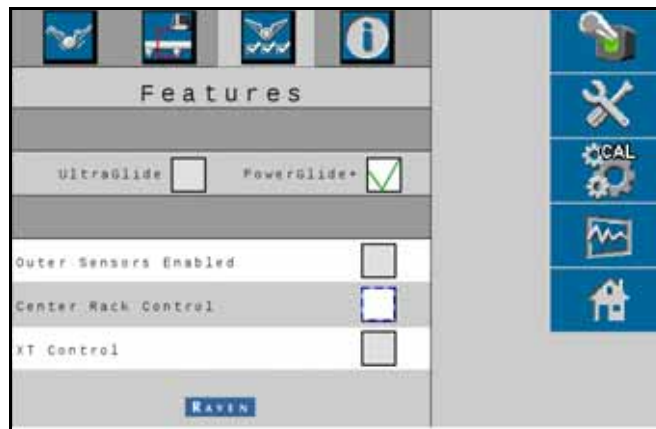 Features
CAL
UltraGlide PowerGlide+
Outer Sensors Enabled
Center Rack Control
XT Control
RAVEN